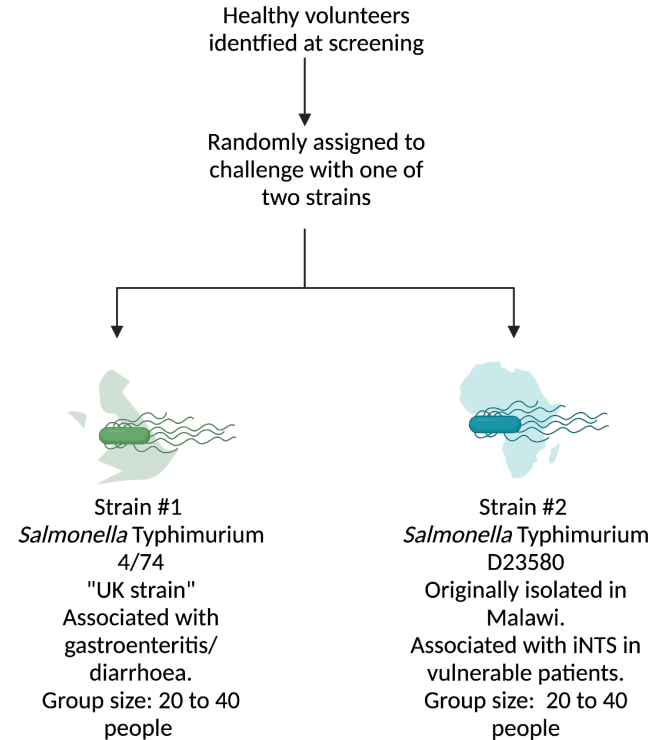 Healthy volunteers
identfied at screening
Randomly assigned to
challenge with one of
two strains
Strain #1
Salmonella Typhimurium
4/74
"UK strain"
Associated with
gastroenteritis/
diarrhoea.
Group size: 20 to 40
people
Strain #2
Salmonella Typhimurium
D23580
Originally isolated in
Malawi.
Associated with iNTS in
vulnerable patients.
Group size: 20 to 40
people